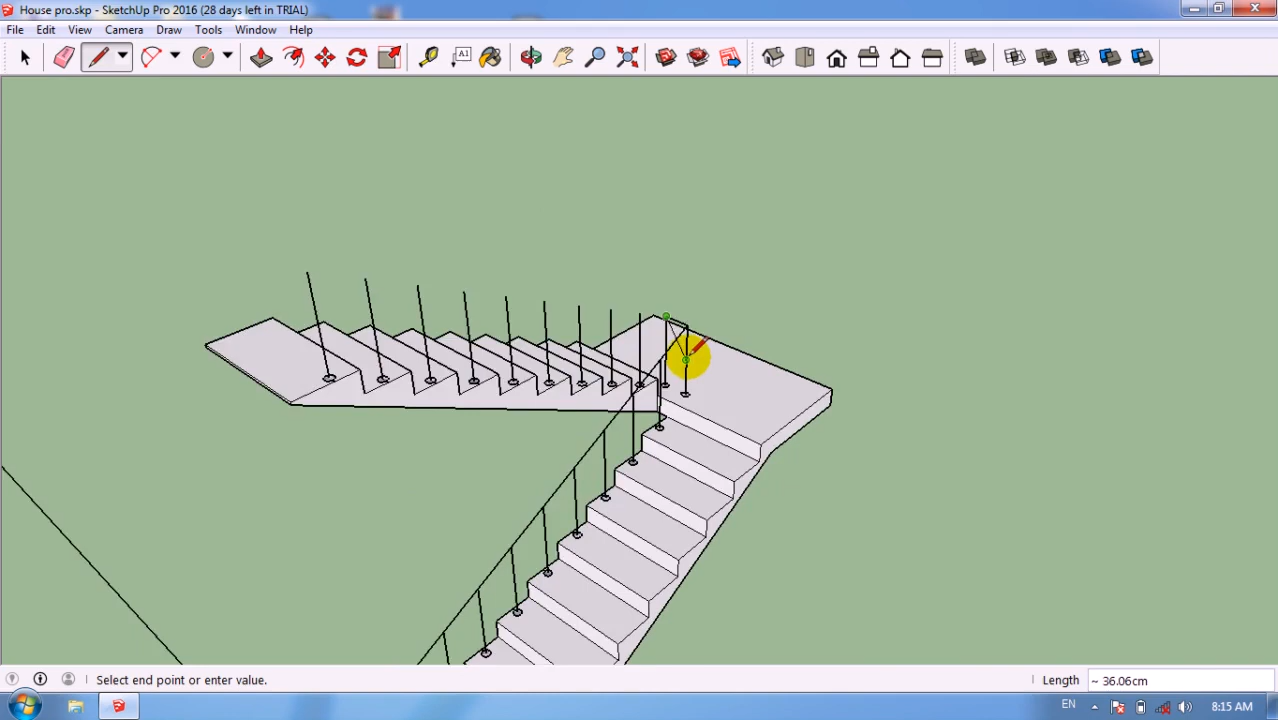 House pro.skp - SketchUp Pro 2016 (28 days left in TRIAL)
File Edit View Camera Draw Tools Window Help
A1
Select end point or enter value.
Length ~ 36.06cm
EN 8:15 AM